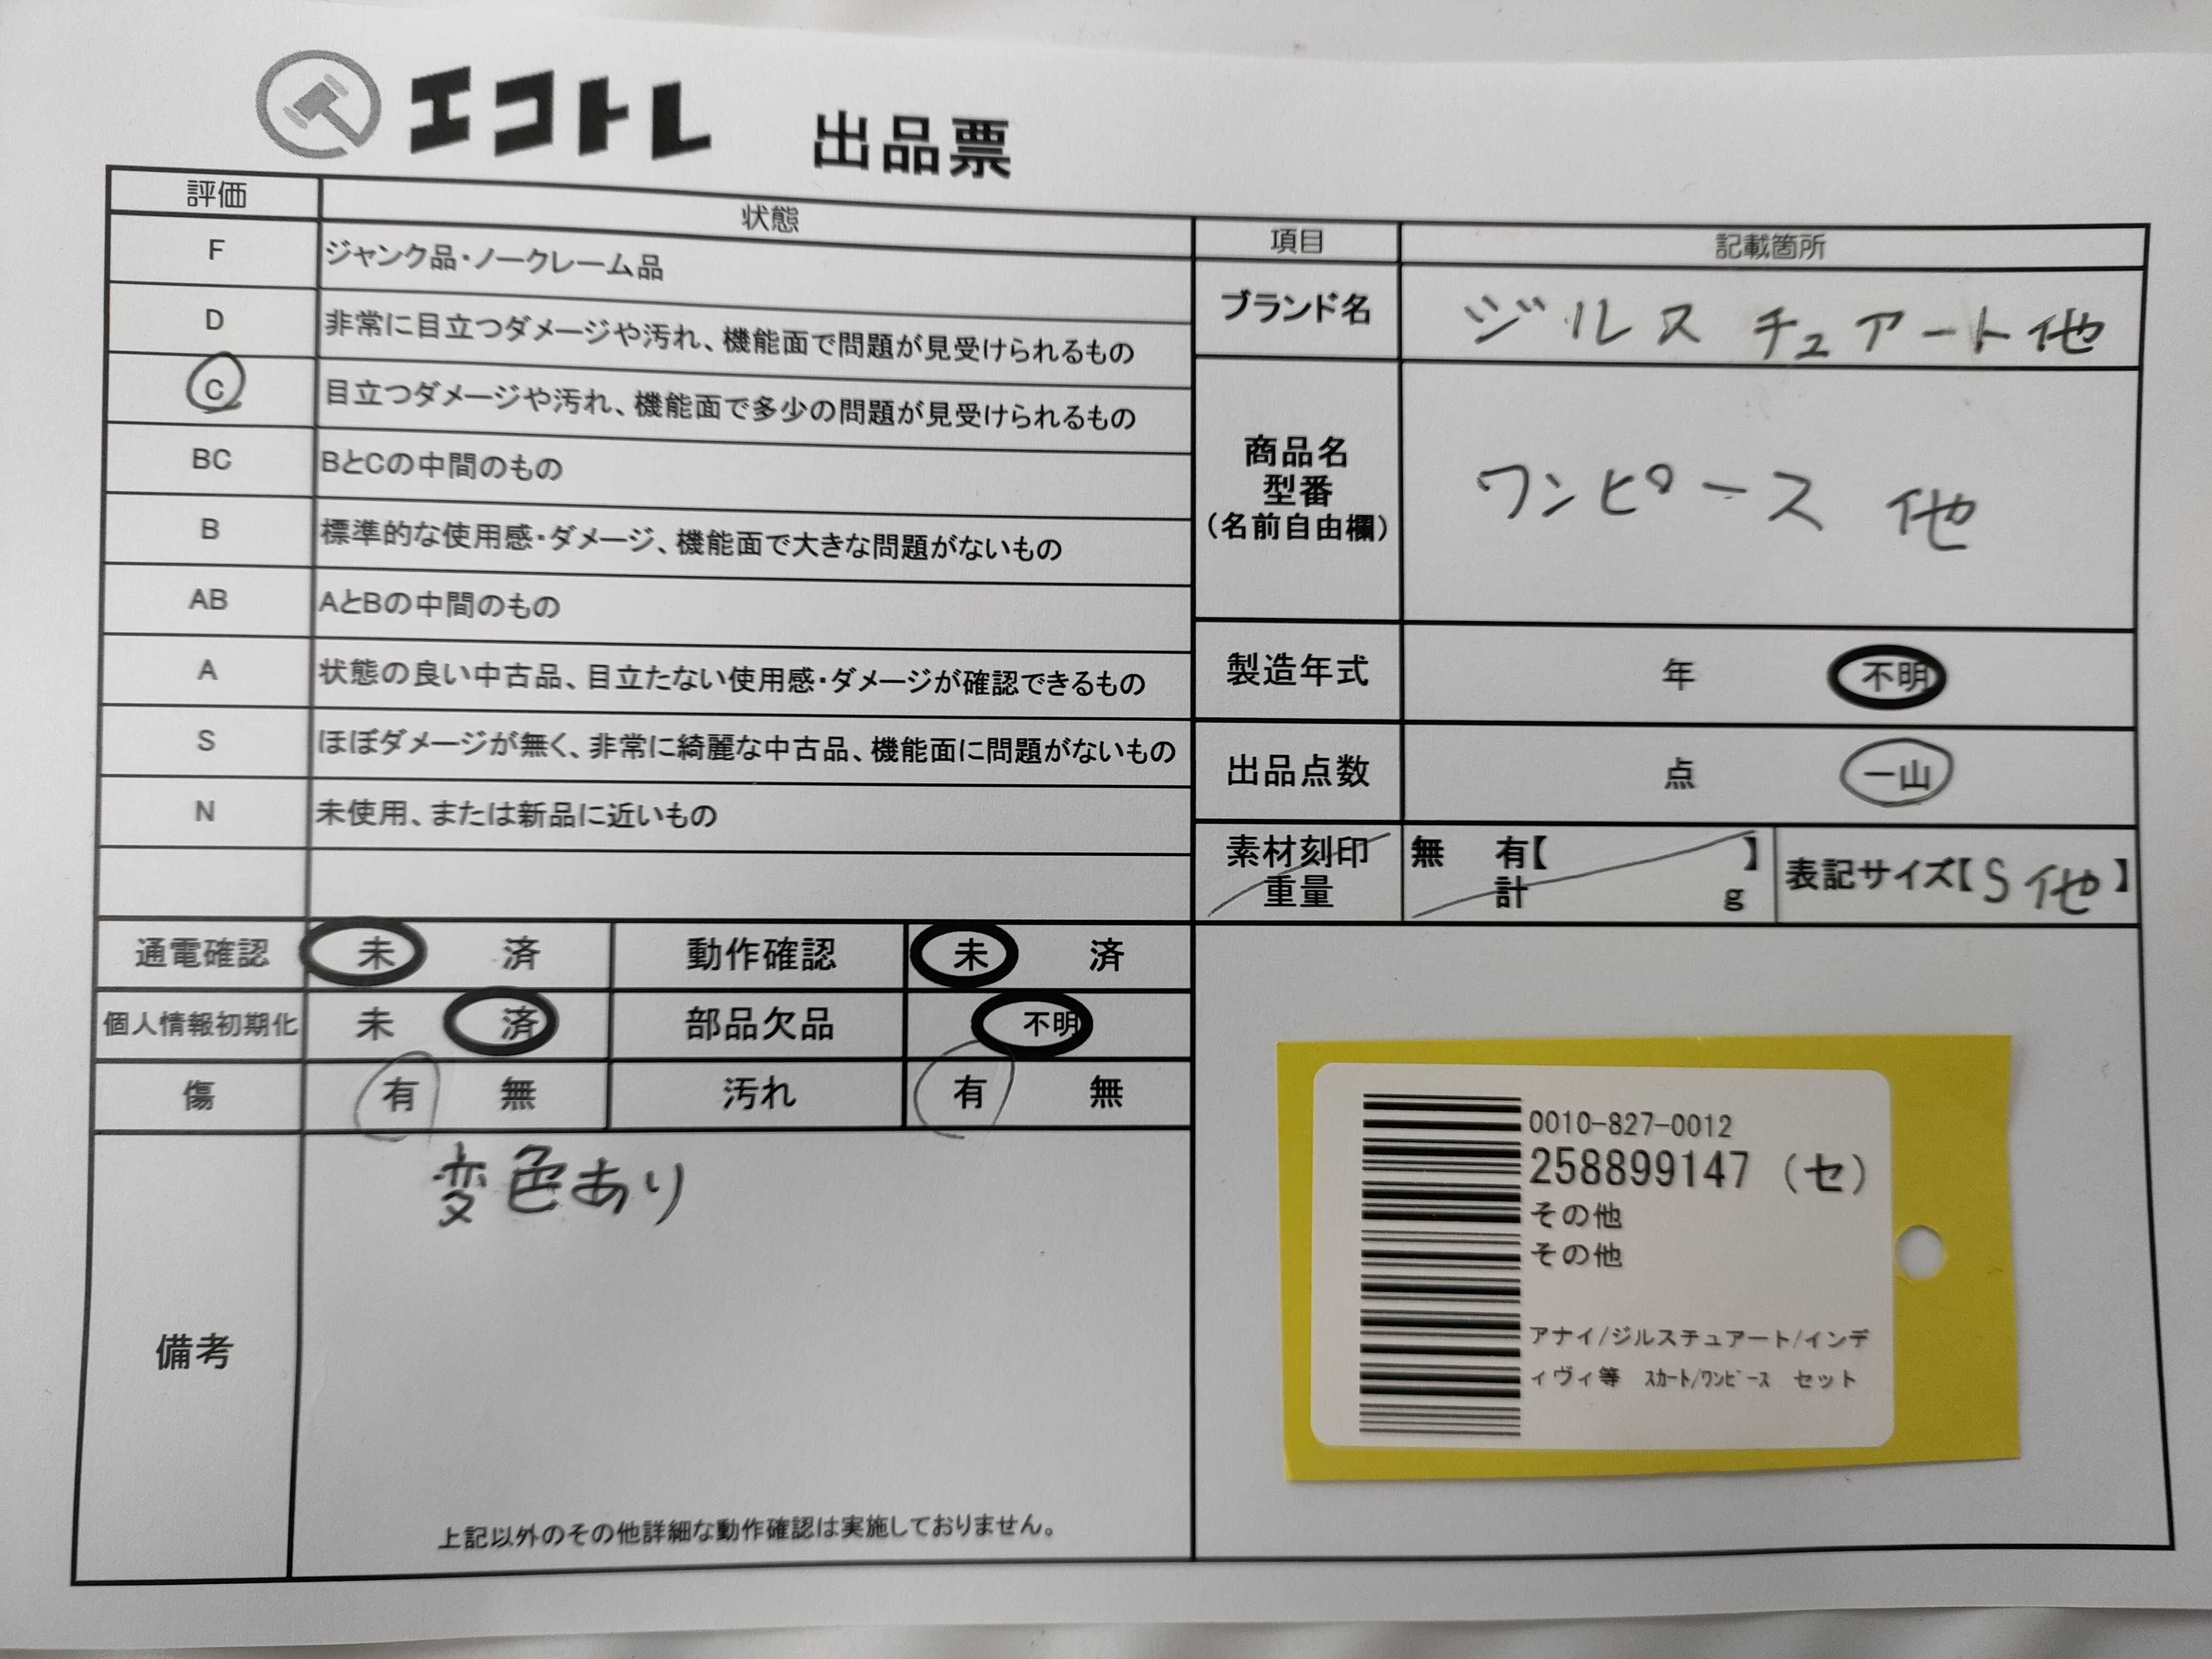 エコトレ 出品票
評価 状態
F ジャンク品・ノークレーム品
D 非常に目立つダメージや汚れ、機能面で問題が見受けられるもの
C 目立つダメージや汚れ、機能面で多少の問題が見受けられるもの
BC BとCの中間のもの
B 標準的な使用感・ダメージ、機能面で大きな問題がないもの
AB AとBの中間のもの
A 状態の良い中古品、目立たない使用感・ダメージが確認できるもの
S ほぼダメージが無く、非常に綺麗な中古品、機能面に問題がないもの
N 未使用、または新品に近いもの
項目 記載箇所
ブランド名 ジルスチュアート他
商品名
型番
(名前自由欄)
ワンピース 他
製造年式 年 不明
出品点数 点 一山
素材刻印 無 有【 】
重量 計 g
表記サイズ【S他】
通電確認 未 済 動作確認 未 済
個人情報初期化 未 済 部品欠品 不明
傷 有 無 汚れ 有 無
備考
変色あり
上記以外のその他詳細な動作確認は実施しておりません。
0010-827-0012
258899147 (セ)
その他
その他
アナイ/ジルスチュアート/インデ
ィヴィ等 ｽｶｰﾄ/ﾜﾝﾋﾟｰｽ セット